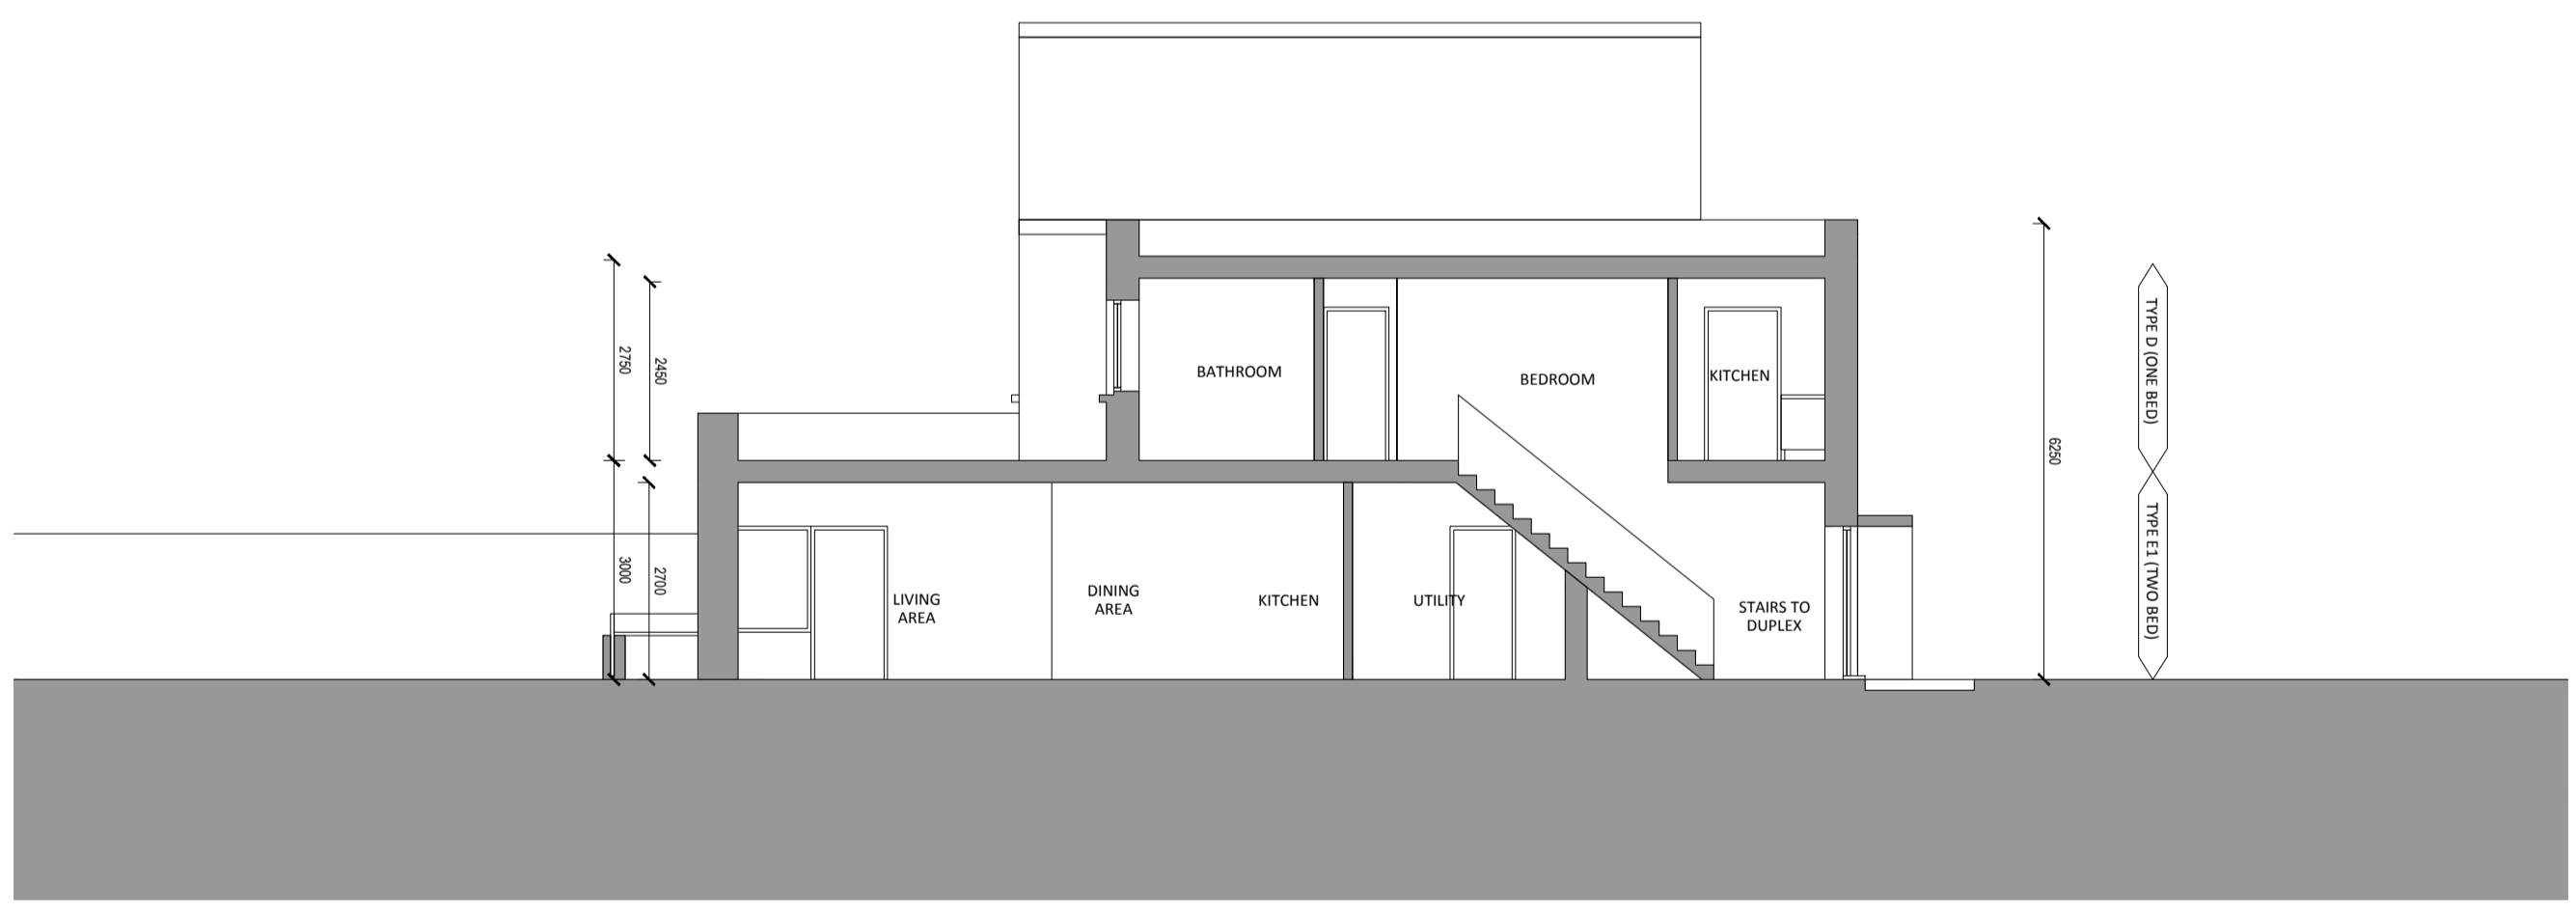 2750
2450
BATHROOM
BEDROOM
KITCHEN
TYPE D (ONE BED)
6250
3000
2700
LIVING
AREA
DINING
AREA
KITCHEN
UTILITY
STAIRS TO
DUPLEX
TYPE E1 (TWO BED)